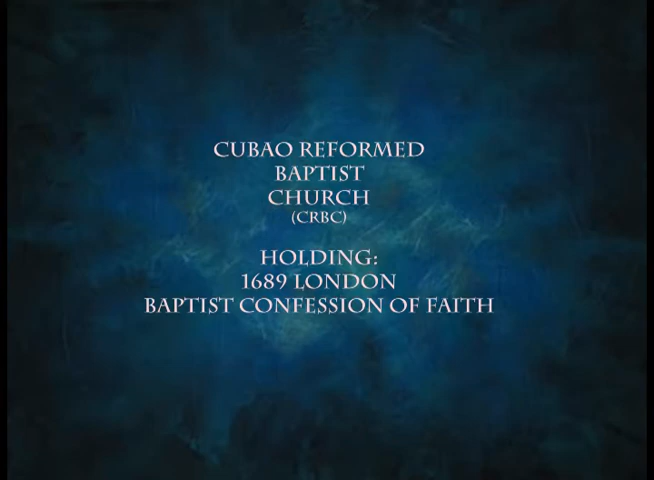 CUBAO REFORMED
BAPTIST
CHURCH
(CRBC)
HOLDING:
1689 LONDON
BAPTIST CONFESSION OF FAITH